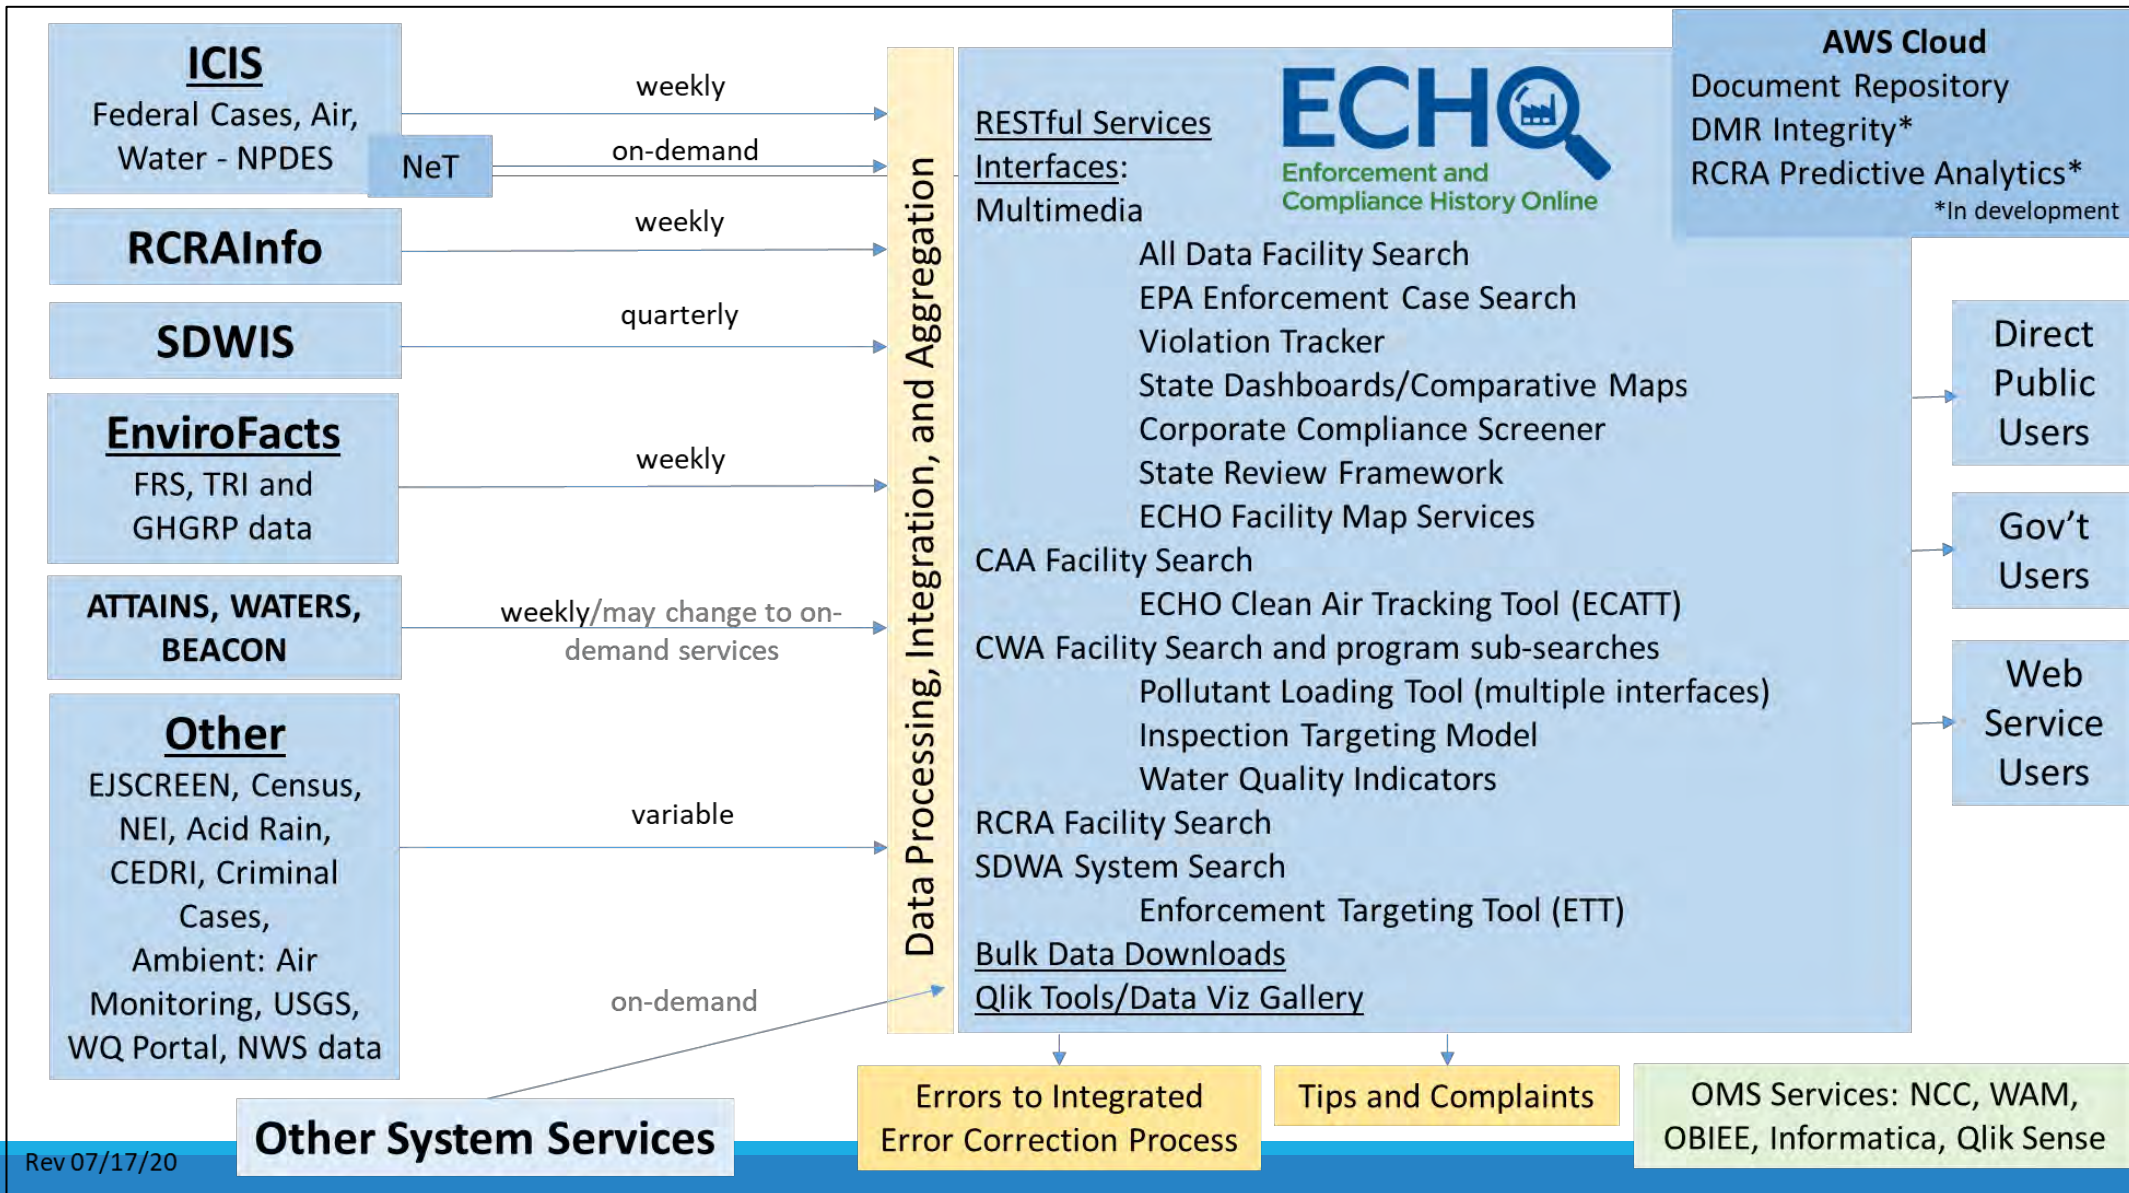 ICIS
Federal Cases, Air,
Water - NPDES
NeT
RCRAInfo
SDWIS
EnviroFacts
FRS, TRI and
GHGRP data
ATTAINS, WATERS,
BEACON
Other
EJSCREEN, Census,
NEI, Acid Rain,
CEDRI, Criminal
Cases,
Ambient: Air
Monitoring, USGS,
WQ Portal, NWS data
Other System Services
Rev 07/17/20
weekly
on-demand
weekly
quarterly
weekly
weekly/may change to on-
demand services
variable
on-demand
Data Processing, Integration, and Aggregation
ECHO
Enforcement and
Compliance History Online
RESTful Services
Interfaces:
Multimedia
All Data Facility Search
EPA Enforcement Case Search
Violation Tracker
State Dashboards/Comparative Maps
Corporate Compliance Screener
State Review Framework
ECHO Facility Map Services
CAA Facility Search
ECHO Clean Air Tracking Tool (ECATT)
CWA Facility Search and program sub-searches
Pollutant Loading Tool (multiple interfaces)
Inspection Targeting Model
Water Quality Indicators
RCRA Facility Search
SDWA System Search
Enforcement Targeting Tool (ETT)
Bulk Data Downloads
Qlik Tools/Data Viz Gallery
AWS Cloud
Document Repository
DMR Integrity*
RCRA Predictive Analytics*
*In development
Direct
Public
Users
Gov't
Users
Web
Service
Users
Errors to Integrated
Error Correction Process
Tips and Complaints
OMS Services: NCC, WAM,
OBIEE, Informatica, Qlik Sense